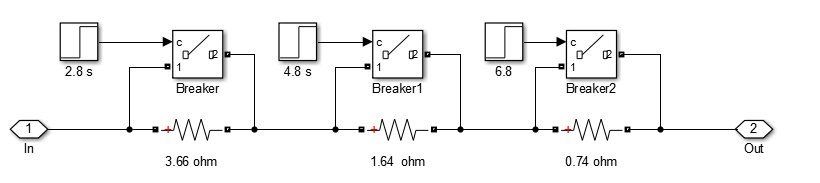 c
2
1
2.8 s
Breaker
c
2
1
4.8 s
Breaker1
c
2
1
6.8
Breaker2
1
In
2
Out
3.66 ohm
1.64 ohm
0.74 ohm